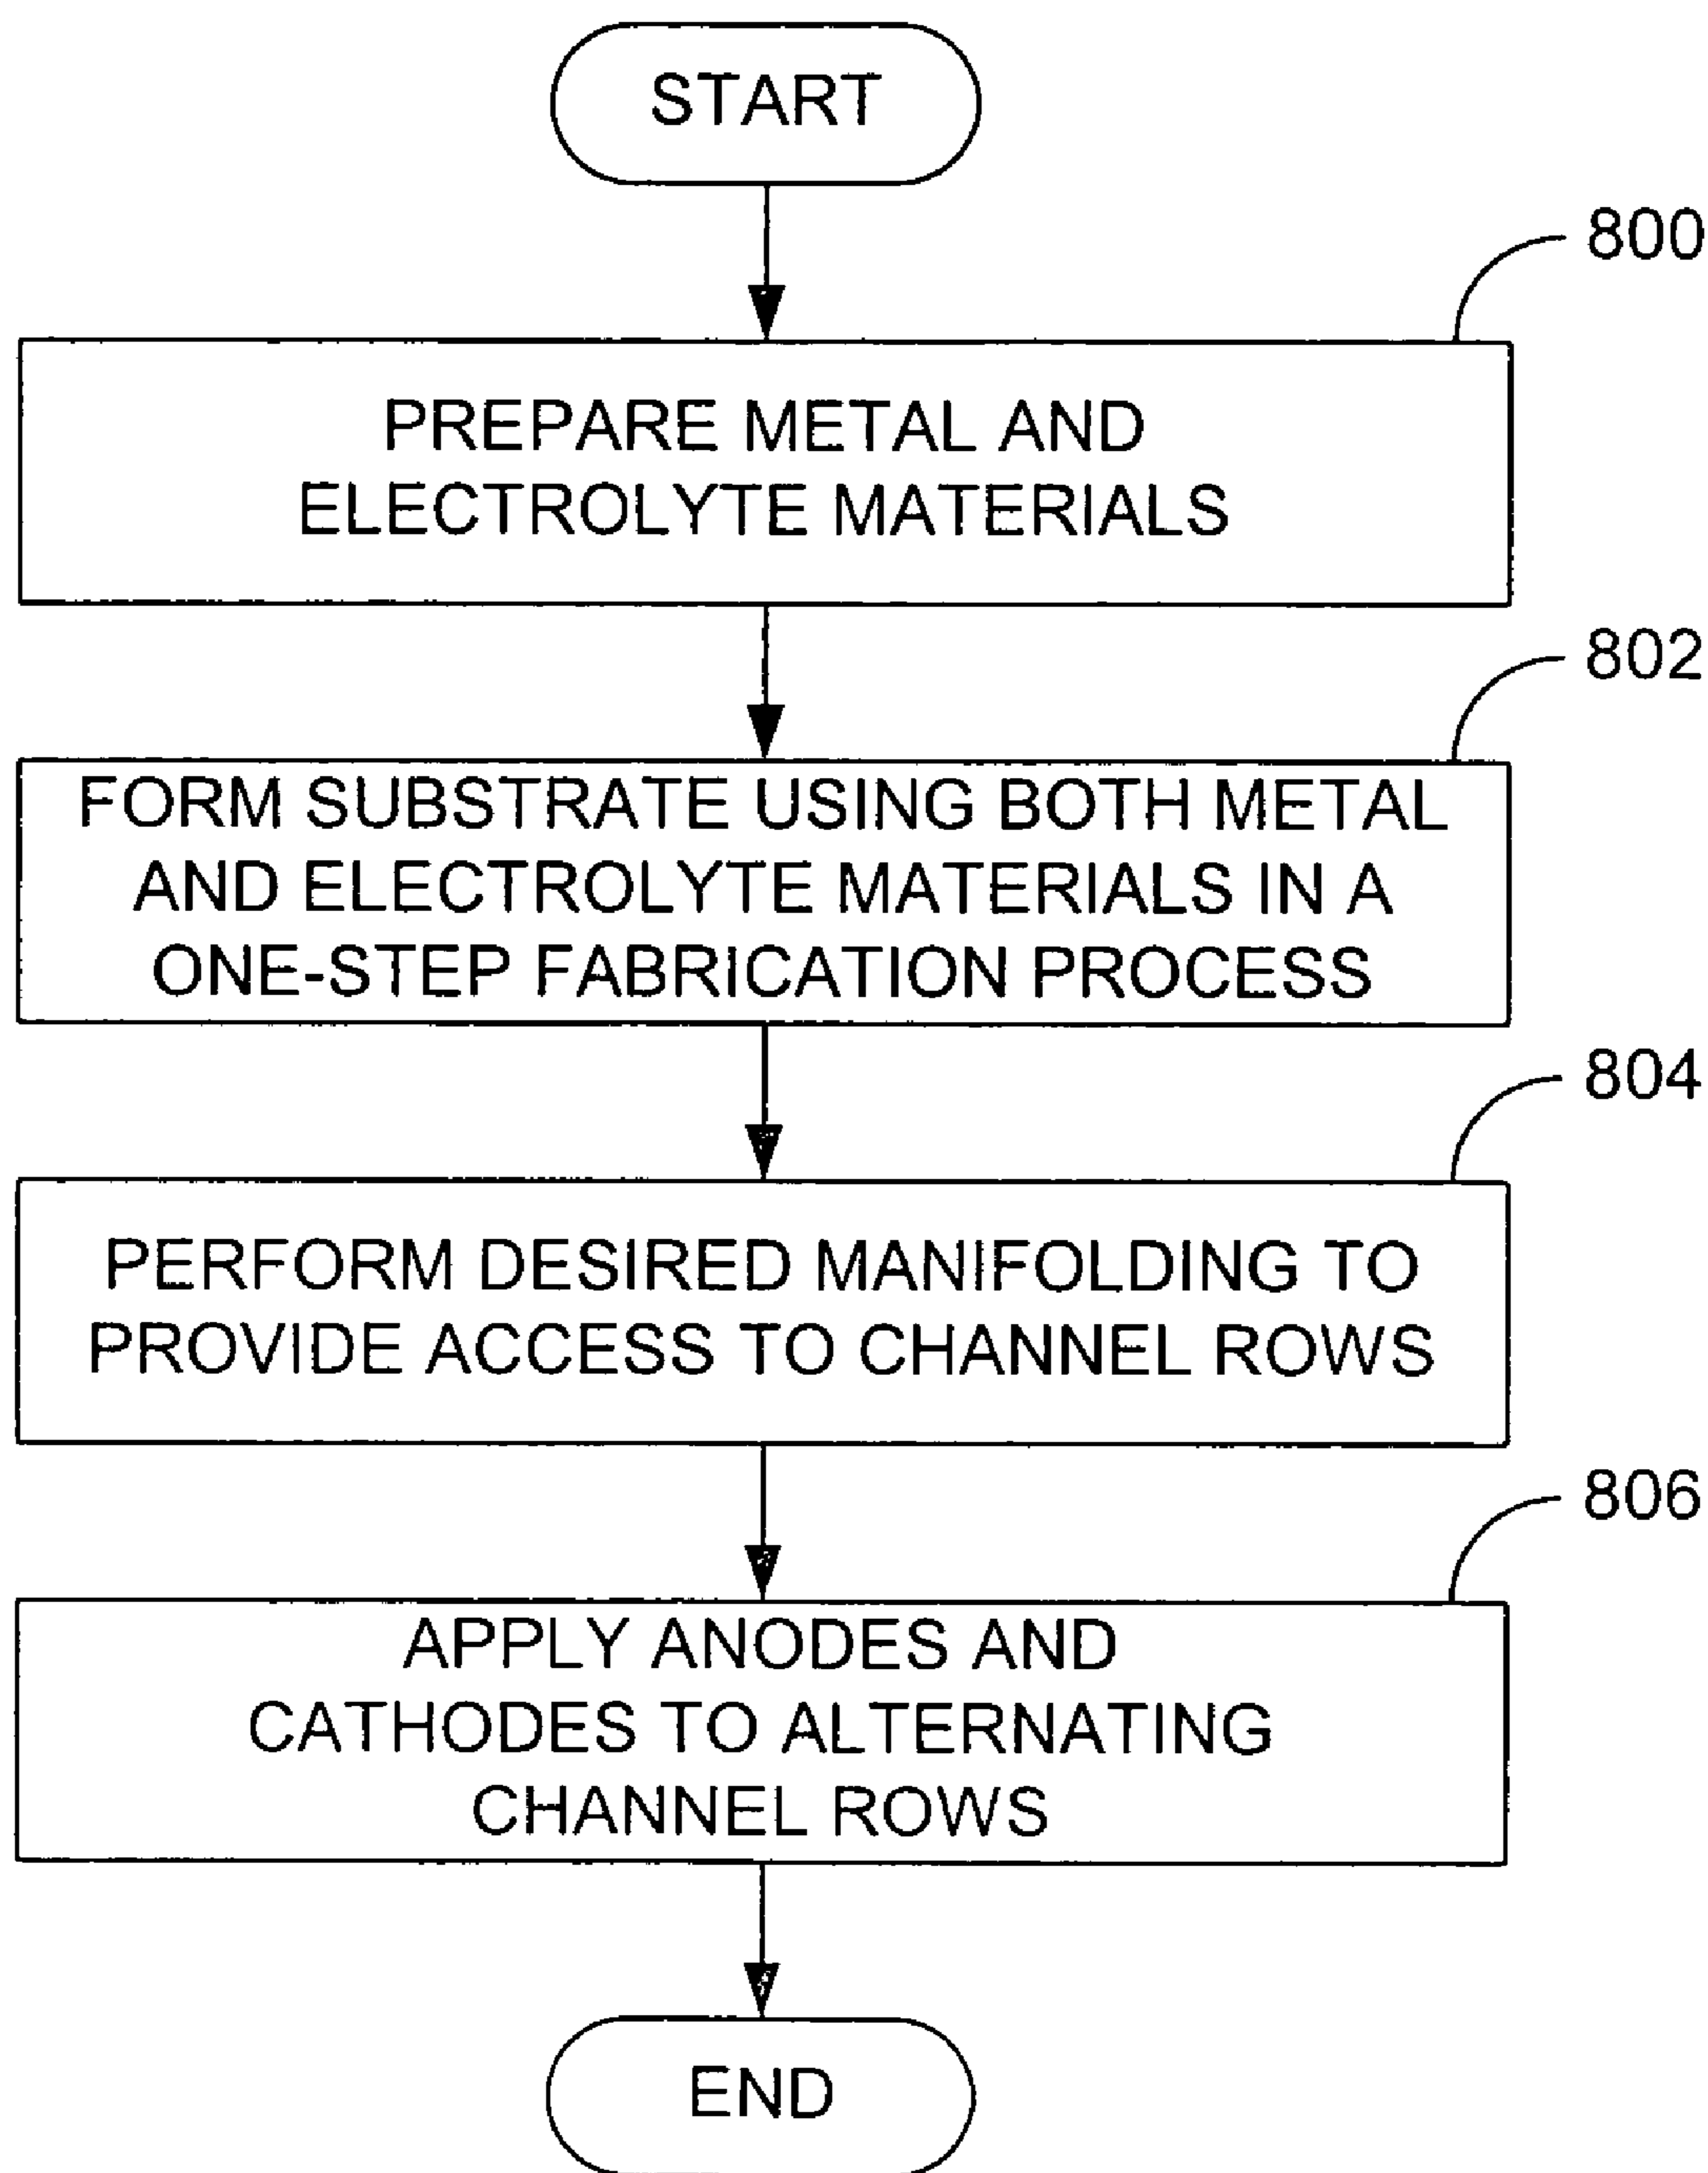 START
800
PREPARE METAL AND
ELECTROLYTE MATERIALS
802
FORM SUBSTRATE USING BOTH METAL
AND ELECTROLYTE MATERIALS IN A
ONE-STEP FABRICATION PROCESS
804
PERFORM DESIRED MANIFOLDING TO
PROVIDE ACCESS TO CHANNEL ROWS
806
APPLY ANODES AND
CATHODES TO ALTERNATING
CHANNEL ROWS
END